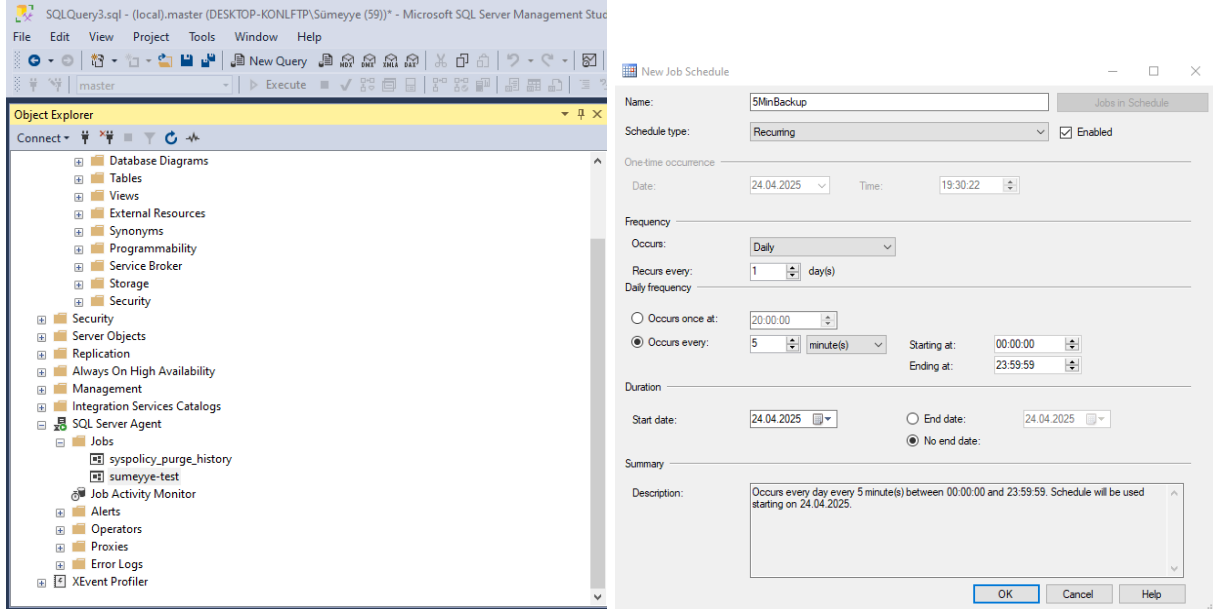 SQLQuery3.sql - (local).master (DESKTOP-KONLFTP\Sümeyye (59))* - Microsoft SQL Server Management Stud
File Edit View Project Tools Window Help
New Query MDX DMX XMLA DAX
master Execute
Object Explorer
Connect
Database Diagrams
Tables
Views
External Resources
Synonyms
Programmability
Service Broker
Storage
Security
Security
Server Objects
Replication
Always On High Availability
Management
Integration Services Catalogs
SQL Server Agent
Jobs
syspolicy_purge_history
sumeyye-test
Job Activity Monitor
Alerts
Operators
Proxies
Error Logs
XEvent Profiler
New Job Schedule
Name: 5MinBackup Jobs in Schedule
Schedule type: Recurring Enabled
One-time occurrence
Date: 24.04.2025 Time: 19:30:22
Frequency
Occurs: Daily
Recurs every: 1 day(s)
Daily frequency
Occurs once at: 20:00:00
Occurs every: 5 minute(s) Starting at: 00:00:00
Ending at: 23:59:59
Duration
Start date: 24.04.2025 End date: 24.04.2025
No end date:
Summary
Description: Occurs every day every 5 minute(s) between 00:00:00 and 23:59:59. Schedule will be used
starting on 24.04.2025.
OK Cancel Help